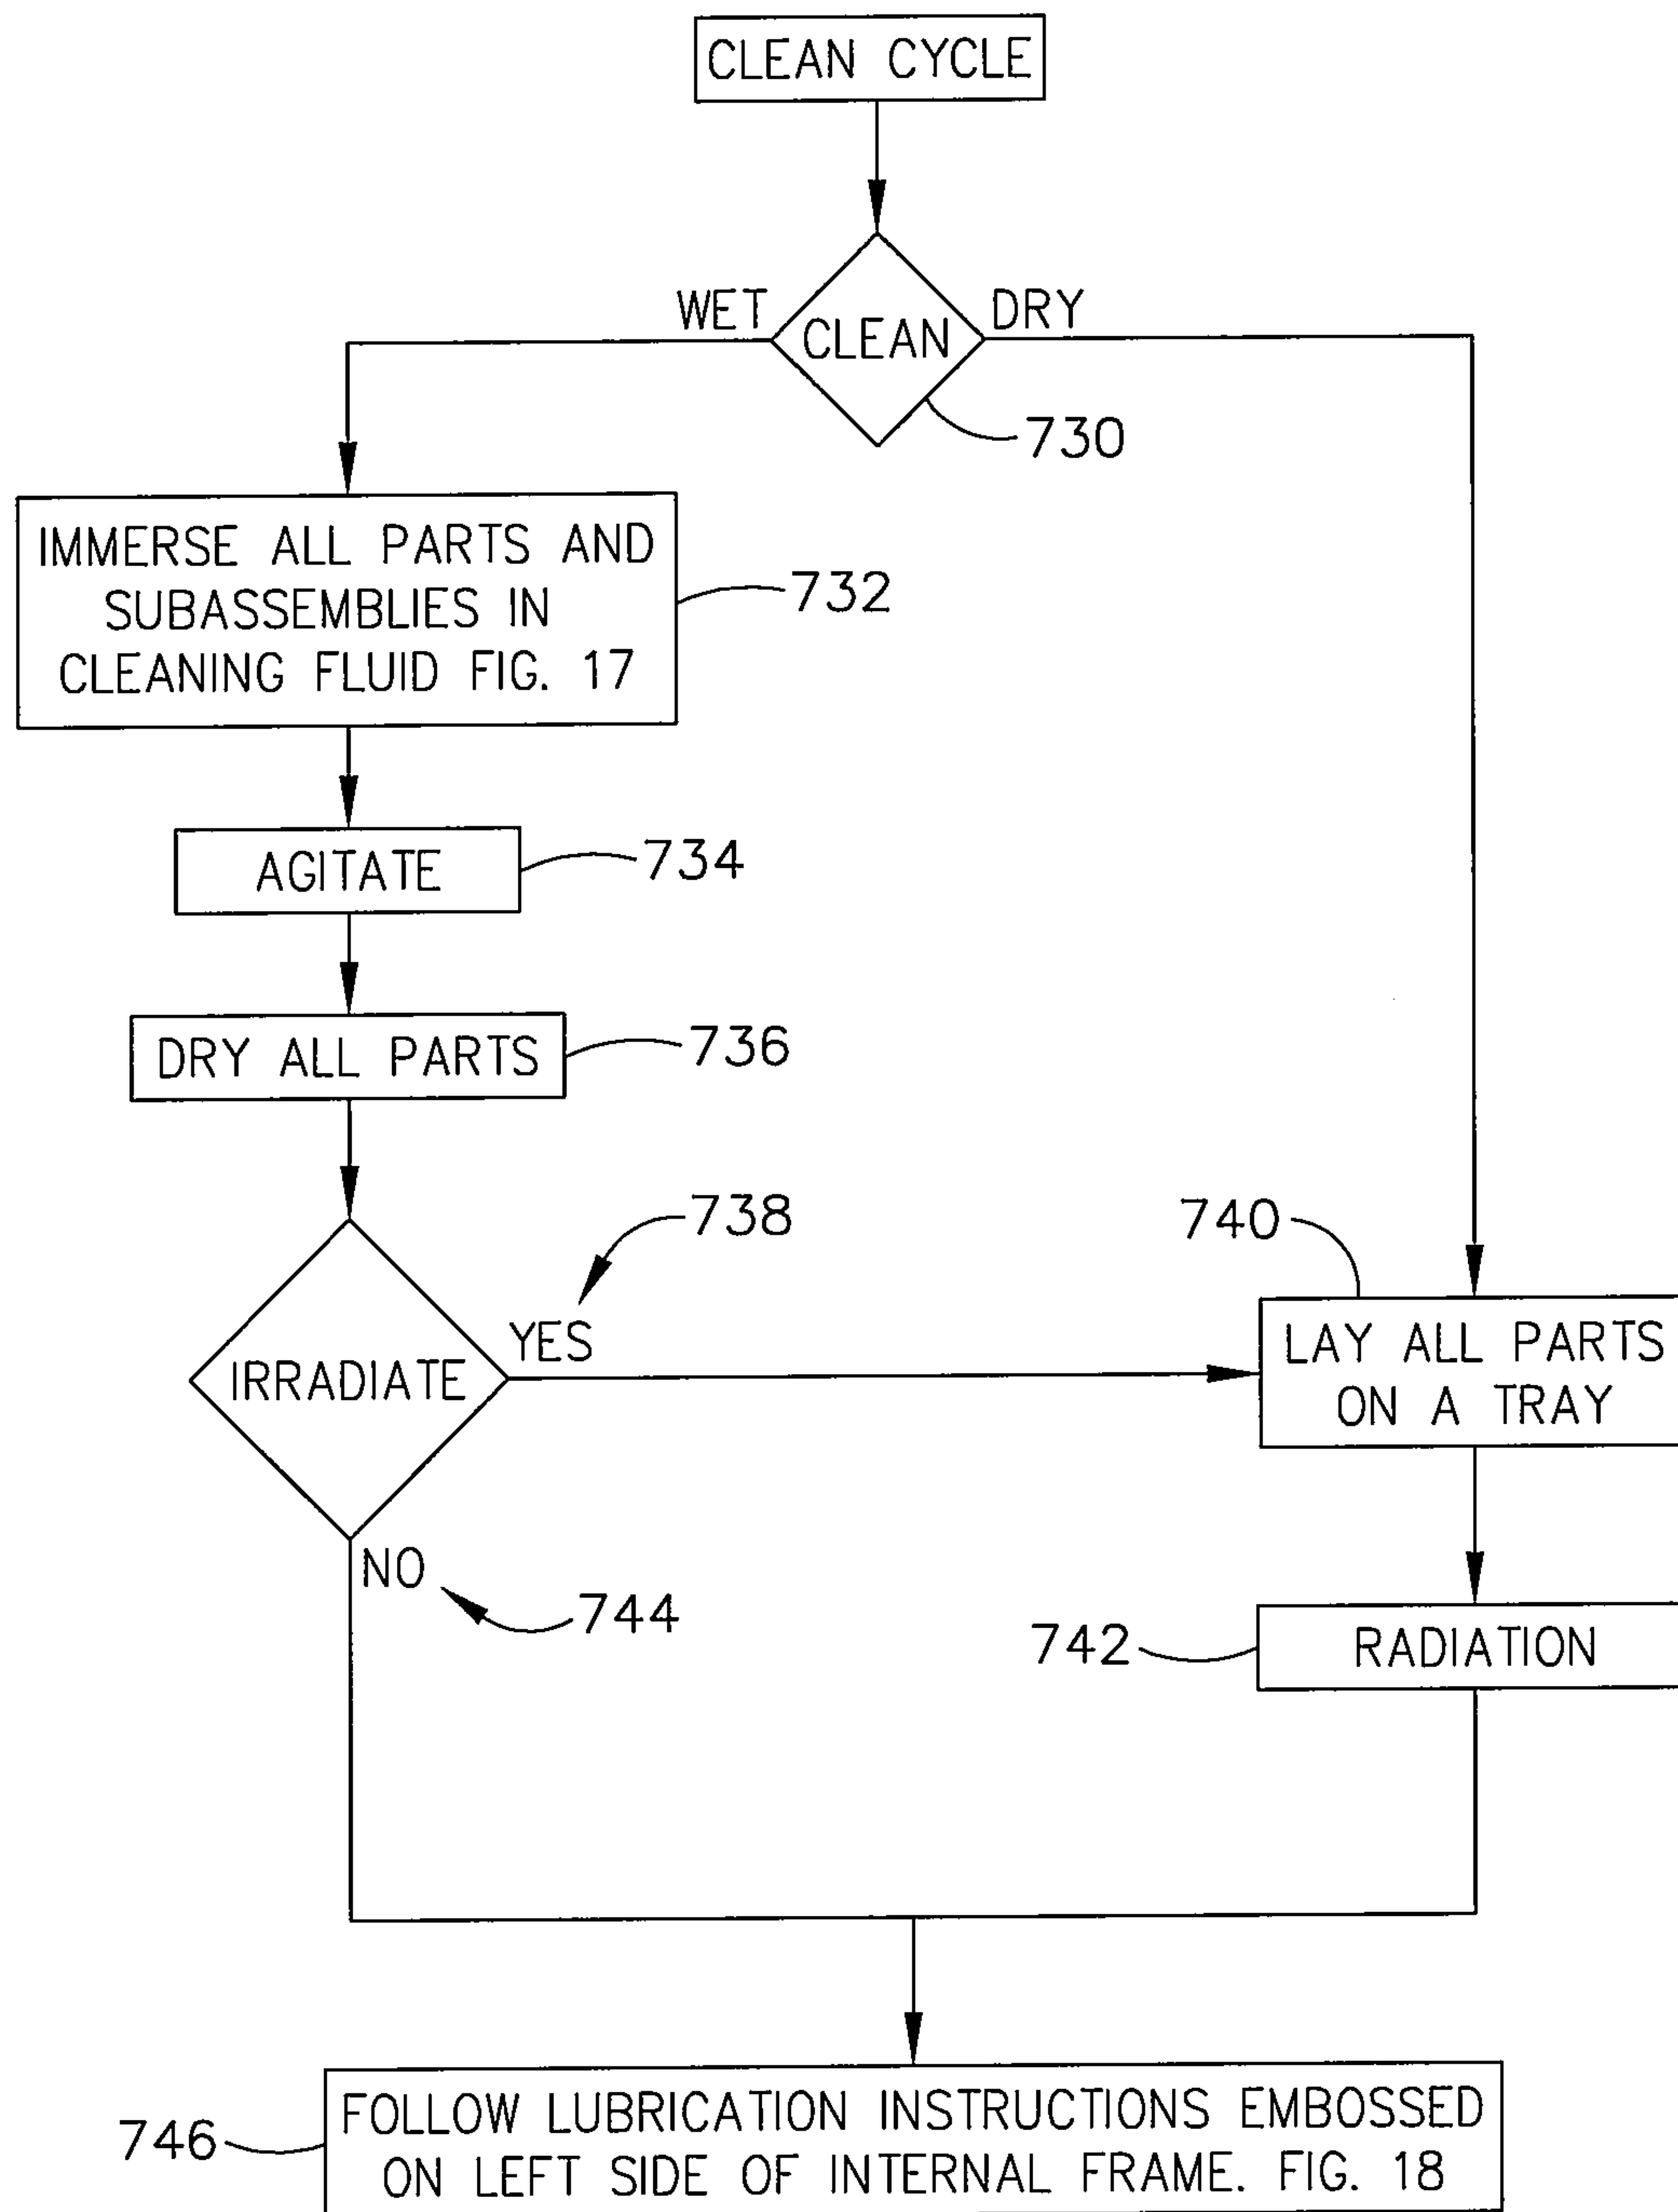 CLEAN CYCLE
WET
DRY
CLEAN
730
IMMERSE ALL PARTS AND
SUBASSEMBLIES IN
CLEANING FLUID FIG. 17
732
AGITATE
734
DRY ALL PARTS
736
738
740
YES
IRRADIATE
LAY ALL PARTS
ON A TRAY
NO
744
742
RADIATION
746
FOLLOW LUBRICATION INSTRUCTIONS EMBOSSED
ON LEFT SIDE OF INTERNAL FRAME. FIG. 18